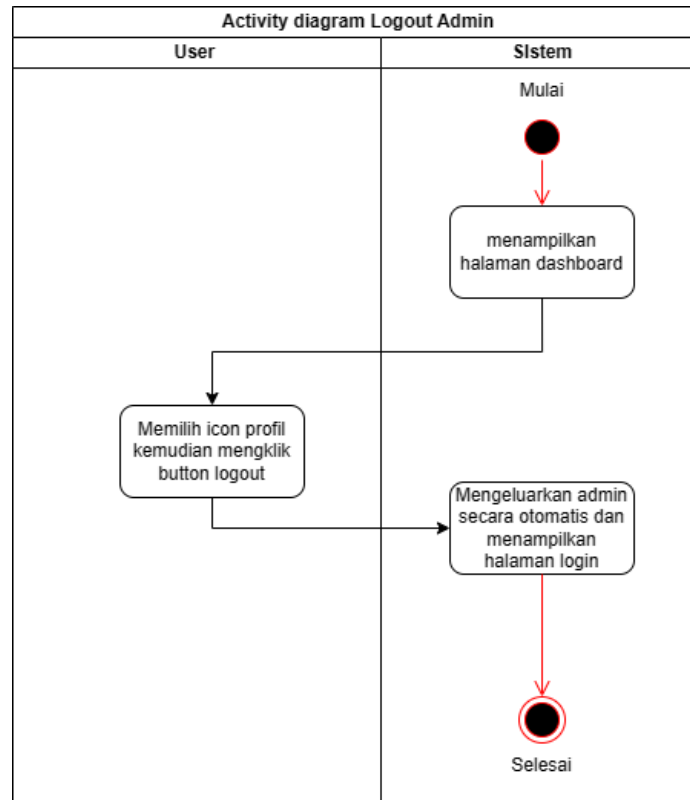 Activity diagram Logout Admin
User
SIstem
Mulai
menampilkan
halaman dashboard
Memilih icon profil
kemudian mengklik
button logout
Mengeluarkan admin
secara otomatis dan
menampilkan
halaman login
Selesai